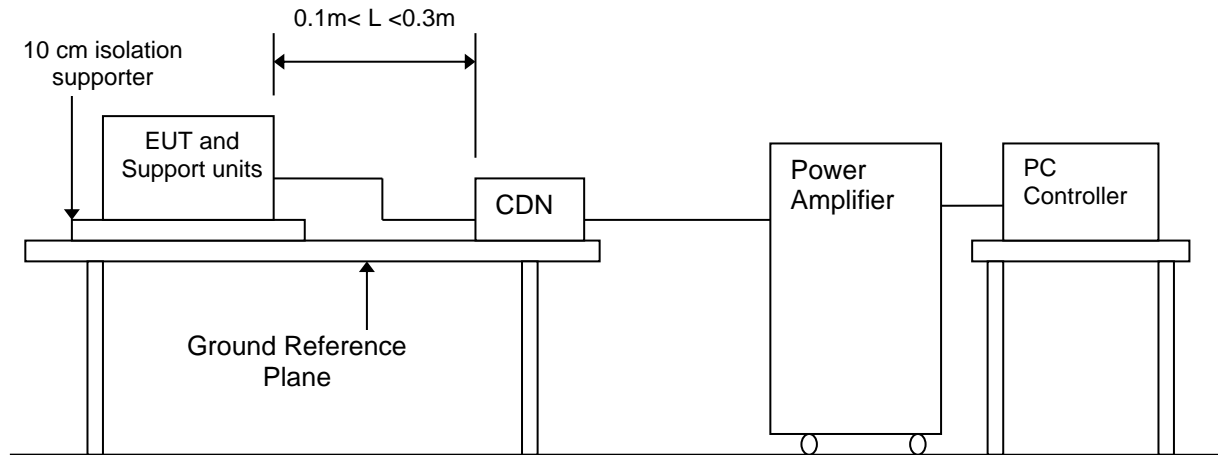 0.1m< L <0.3m
10 cm isolation
supporter
EUT and
Support units
CDN
Power
Amplifier
PC
Controller
Ground Reference
Plane